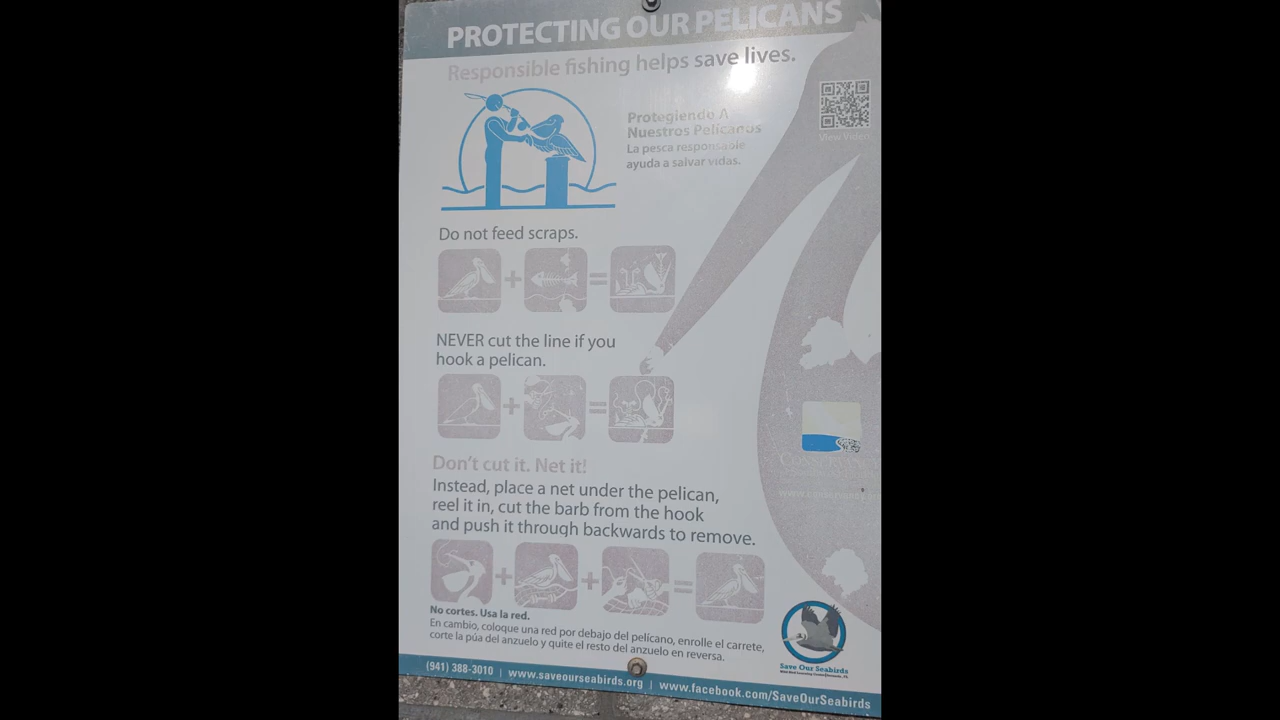 PROTECTING OUR PELICANS
Responsible fishing helps save lives.
Protegiendo A
Nuestros Pelícanos
La pesca responsable
ayuda a salvar vidas.
View Video
Do not feed scraps.
+ =
NEVER cut the line if you
hook a pelican.
+ =
Don't cut it. Net it!
Instead, place a net under the pelican,
reel it in, cut the barb from the hook
and push it through backwards to remove.
+ + =
No cortes. Usa la red.
En cambio, coloque una red por debajo del pelícano, enrolle el carrete,
corte la púa del anzuelo y quite el resto del anzuelo en reversa.
Save Our Seabirds
(941) 388-3010 | www.saveourseabirds.org | www.facebook.com/SaveOurSeabirds